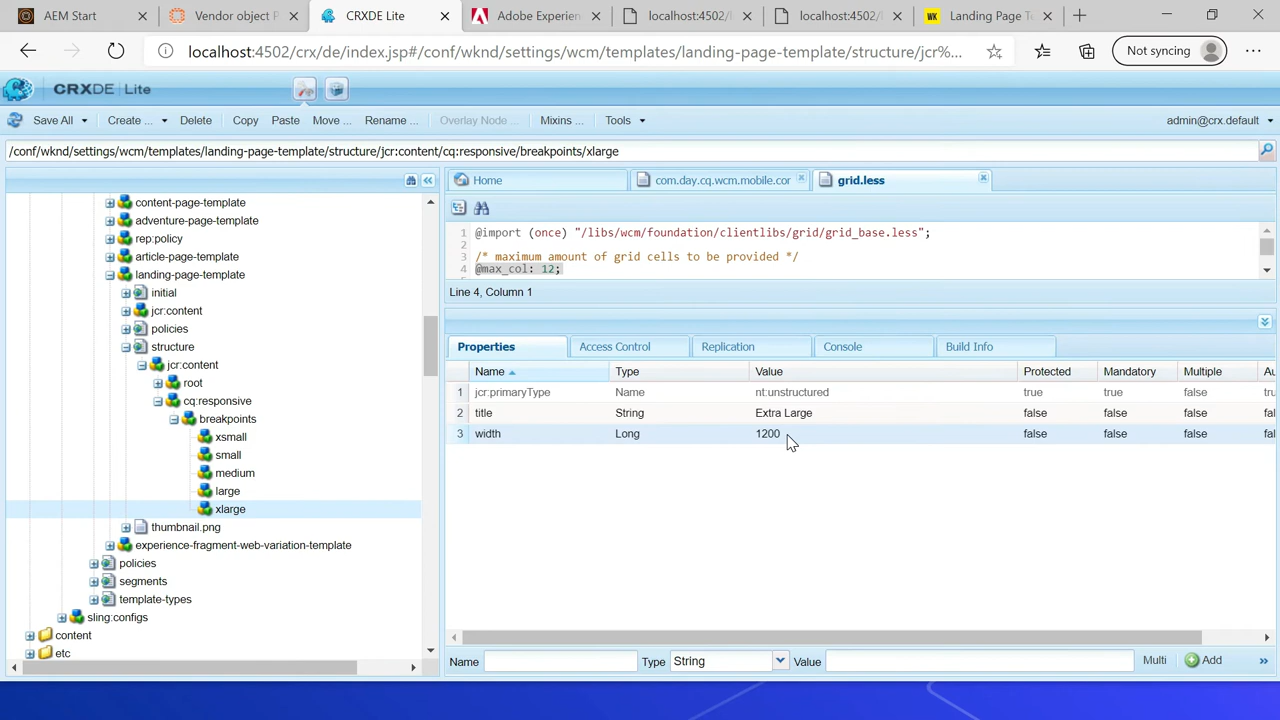 AEM Start
Vendor object P
CRXDE Lite
Adobe Experien
localhost:4502/l
localhost:4502/l
WK
Landing Page T
localhost:4502/crx/de/index.jsp#/conf/wknd/settings/wcm/templates/landing-page-template/structure/jcr%...
Not syncing
CRXDE | Lite
Save All
Create ...
Delete
Copy
Paste
Move ...
Rename ...
Overlay Node ...
Mixins ...
Tools
admin@crx.default
/conf/wknd/settings/wcm/templates/landing-page-template/structure/jcr:content/cq:responsive/breakpoints/xlarge
content-page-template
adventure-page-template
rep:policy
article-page-template
landing-page-template
initial
jcr:content
policies
structure
jcr:content
root
cq:responsive
breakpoints
xsmall
small
medium
large
xlarge
thumbnail.png
experience-fragment-web-variation-template
policies
segments
template-types
sling:configs
content
etc
Home
com.day.cq.wcm.mobile.cor
grid.less
1 @import (once) "/libs/wcm/foundation/clientlibs/grid/grid_base.less";
2
3 /* maximum amount of grid cells to be provided */
4 @max_col: 12;
Line 4, Column 1
Properties
Access Control
Replication
Console
Build Info
Name Type Value Protected Mandatory Multiple Au
1 jcr:primaryType Name nt:unstructured true true false fal
2 title String Extra Large false false false fal
3 width Long 1200 false false false fal
Name
Type
String
Value
Multi
Add